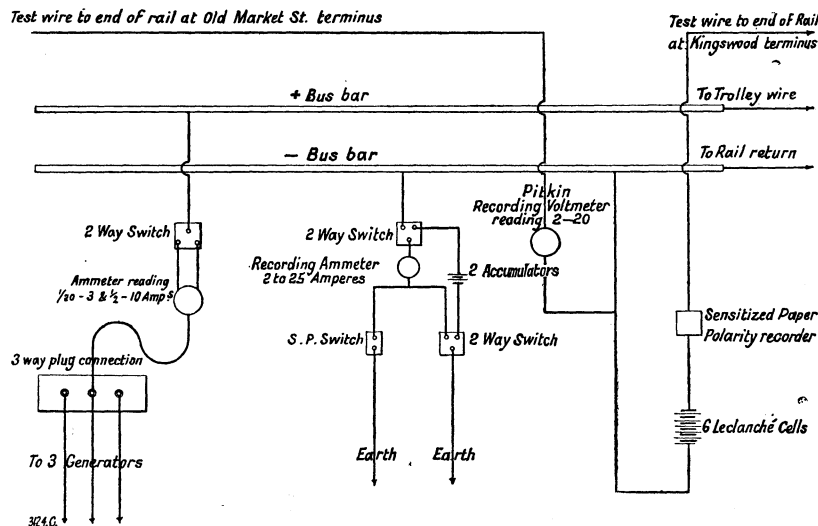 Test wire to end of rail at Old Market St. terminus
Test wire to end of Rail
at Kingswood terminus
+ Bus bar
To Trolley wire
− Bus bar
To Rail return
Pitkin
Recording Voltmeter
reading 2–20
2 Way Switch
2 Way Switch
Recording Ammeter
2 to 25 Amperes
2 Accumulators
Ammeter reading
1/20 - 3 & 1/2 - 10 Amps
Sensitized Paper
Polarity recorder
S. P. Switch
2 Way Switch
3 way plug connection
6 Leclanché Cells
To 3 Generators
Earth
Earth
3124.C.